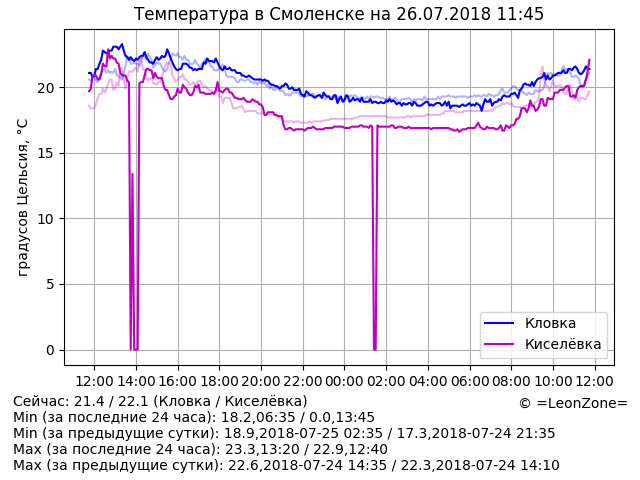 Температура в Смоленске на 26.07.2018 11:45
градусов Цельсия, °C
20
15
10
5
0
Кловка
Киселёвка
12:00 14:00 16:00 18:00 20:00 22:00 00:00 02:00 04:00 06:00 08:00 10:00 12:00
Сейчас: 21.4 / 22.1 (Кловка / Киселёвка)
© =LeonZone=
Min (за последние 24 часа): 18.2,06:35 / 0.0,13:45
Min (за предыдущие сутки): 18.9,2018-07-25 02:35 / 17.3,2018-07-24 21:35
Max (за последние 24 часа): 23.3,13:20 / 22.9,12:40
Max (за предыдущие сутки): 22.6,2018-07-24 14:35 / 22.3,2018-07-24 14:10